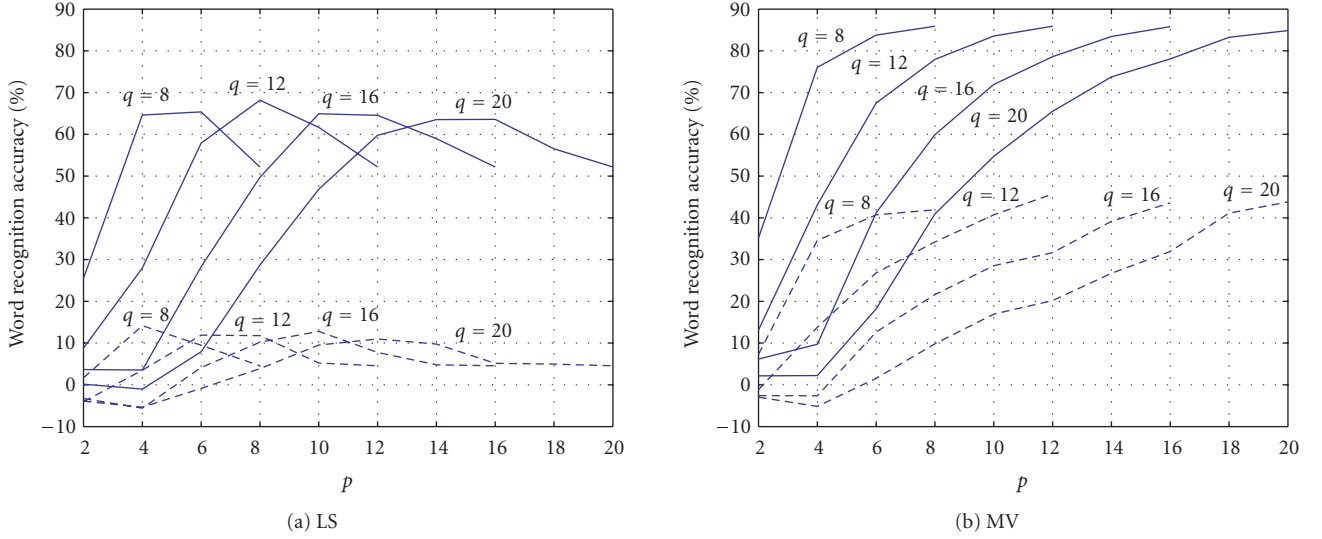 90
80
70
60
50
40
30
20
10
0
−10
Word recognition accuracy (%)
q = 8
q = 12
q = 16
q = 20
q = 8
q = 12
q = 16
q = 20
2 4 6 8 10 12 14 16 18 20
p
(a) LS
90
80
70
60
50
40
30
20
10
0
−10
Word recognition accuracy (%)
q = 8
q = 12
q = 16
q = 20
q = 8
q = 12
q = 16
q = 20
2 4 6 8 10 12 14 16 18 20
p
(b) MV